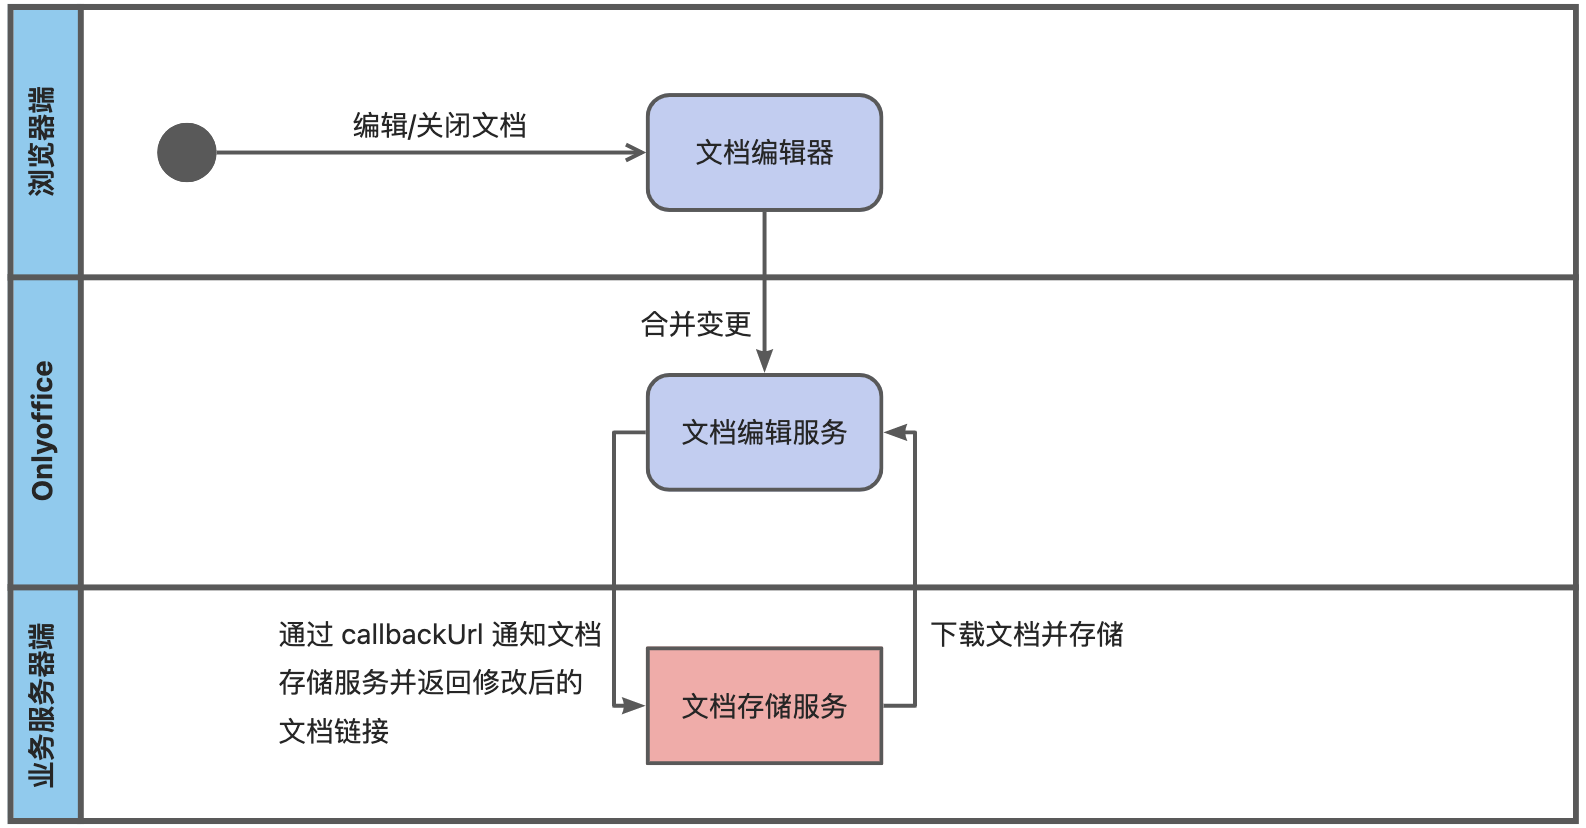 浏览器端
编辑/关闭文档
文档编辑器
Onlyoffice
合并变更
文档编辑服务
业务服务器端
通过 callbackUrl 通知文档
存储服务并返回修改后的
文档链接
文档存储服务
下载文档并存储